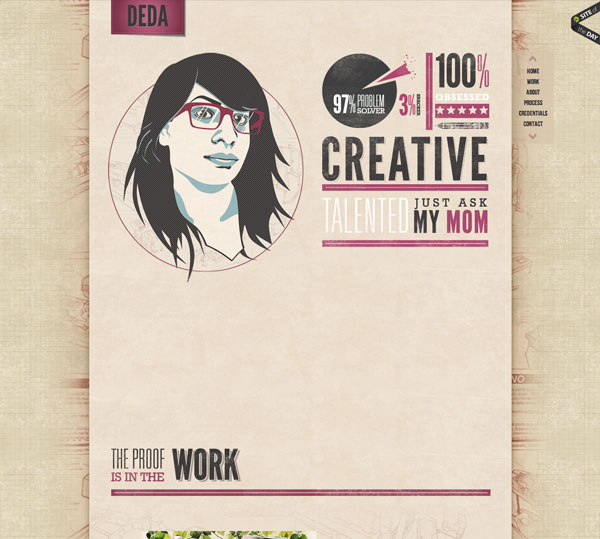 DEDA
SITE of
the DAY
100%
97% PROBLEM
SOLVER
3%
OBSESSED
CREATIVE
TALENTED JUST ASK
MY MOM
HOME
WORK
ABOUT
PROCESS
CREDENTIALS
CONTACT
THE PROOF
IS IN THE WORK